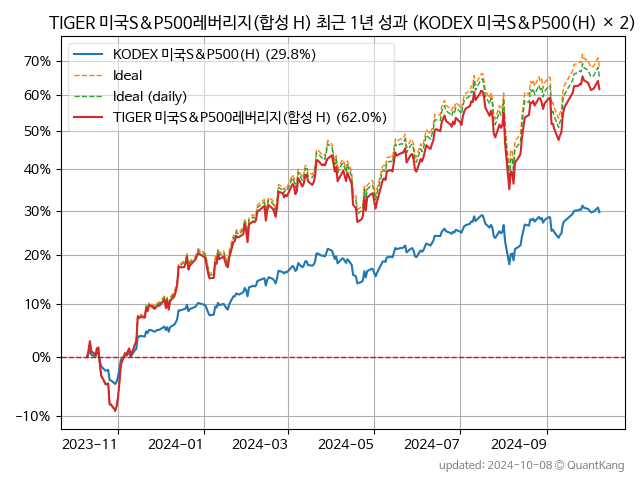 TIGER 미국S&P500레버리지(합성 H) 최근 1년 성과 (KODEX 미국S&P500(H) × 2)
KODEX 미국S&P500(H) (29.8%)
Ideal
Ideal (daily)
TIGER 미국S&P500레버리지(합성 H) (62.0%)
70%
60%
50%
40%
30%
20%
10%
0%
-10%
2023-11
2024-01
2024-03
2024-05
2024-07
2024-09
updated: 2024-10-08 © QuantKang